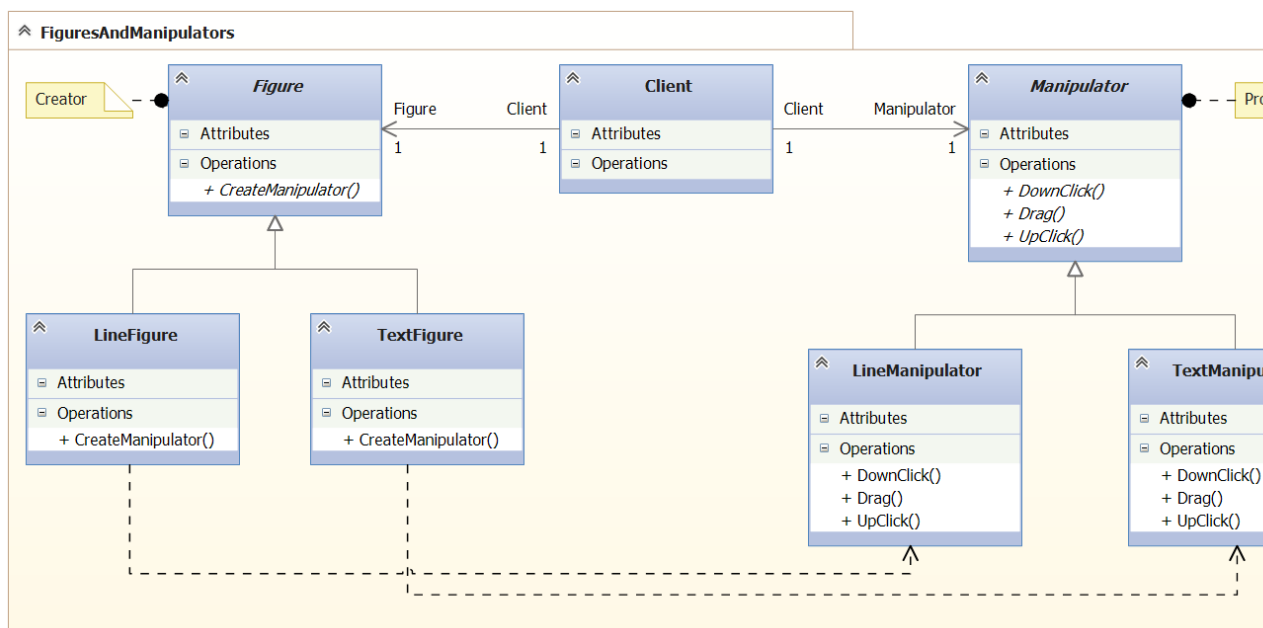 FiguresAndManipulators
Creator
Figure
Attributes
Operations
+ CreateManipulator()
Figure
Client
1
1
Client
Attributes
Operations
Client
Manipulator
1
1
Manipulator
Attributes
Operations
+ DownClick()
+ Drag()
+ UpClick()
Pro
LineFigure
Attributes
Operations
+ CreateManipulator()
TextFigure
Attributes
Operations
+ CreateManipulator()
LineManipulator
Attributes
Operations
+ DownClick()
+ Drag()
+ UpClick()
TextManipu
Attributes
Operations
+ DownClick()
+ Drag()
+ UpClick()